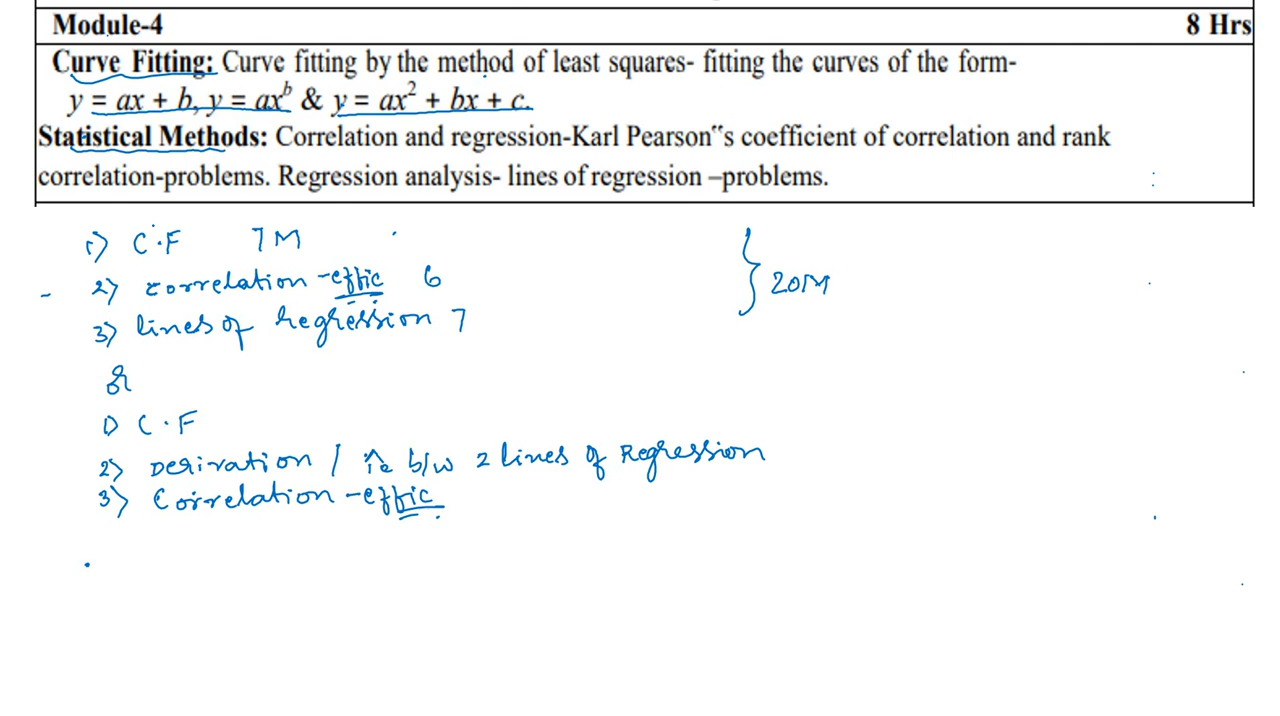 Module-4 8 Hrs
Curve Fitting: Curve fitting by the method of least squares- fitting the curves of the form-
y = ax + b, y = ax^b & y = ax² + bx + c.
Statistical Methods: Correlation and regression-Karl Pearson‟s coefficient of correlation and rank
correlation-problems. Regression analysis- lines of regression –problems.
1) C.F 7M
2) correlation -effic 6
3) lines of regression 7
} 20M
or
1) C.F
2) Derivation / b/w 2 lines of Regression
3) Correlation -effic